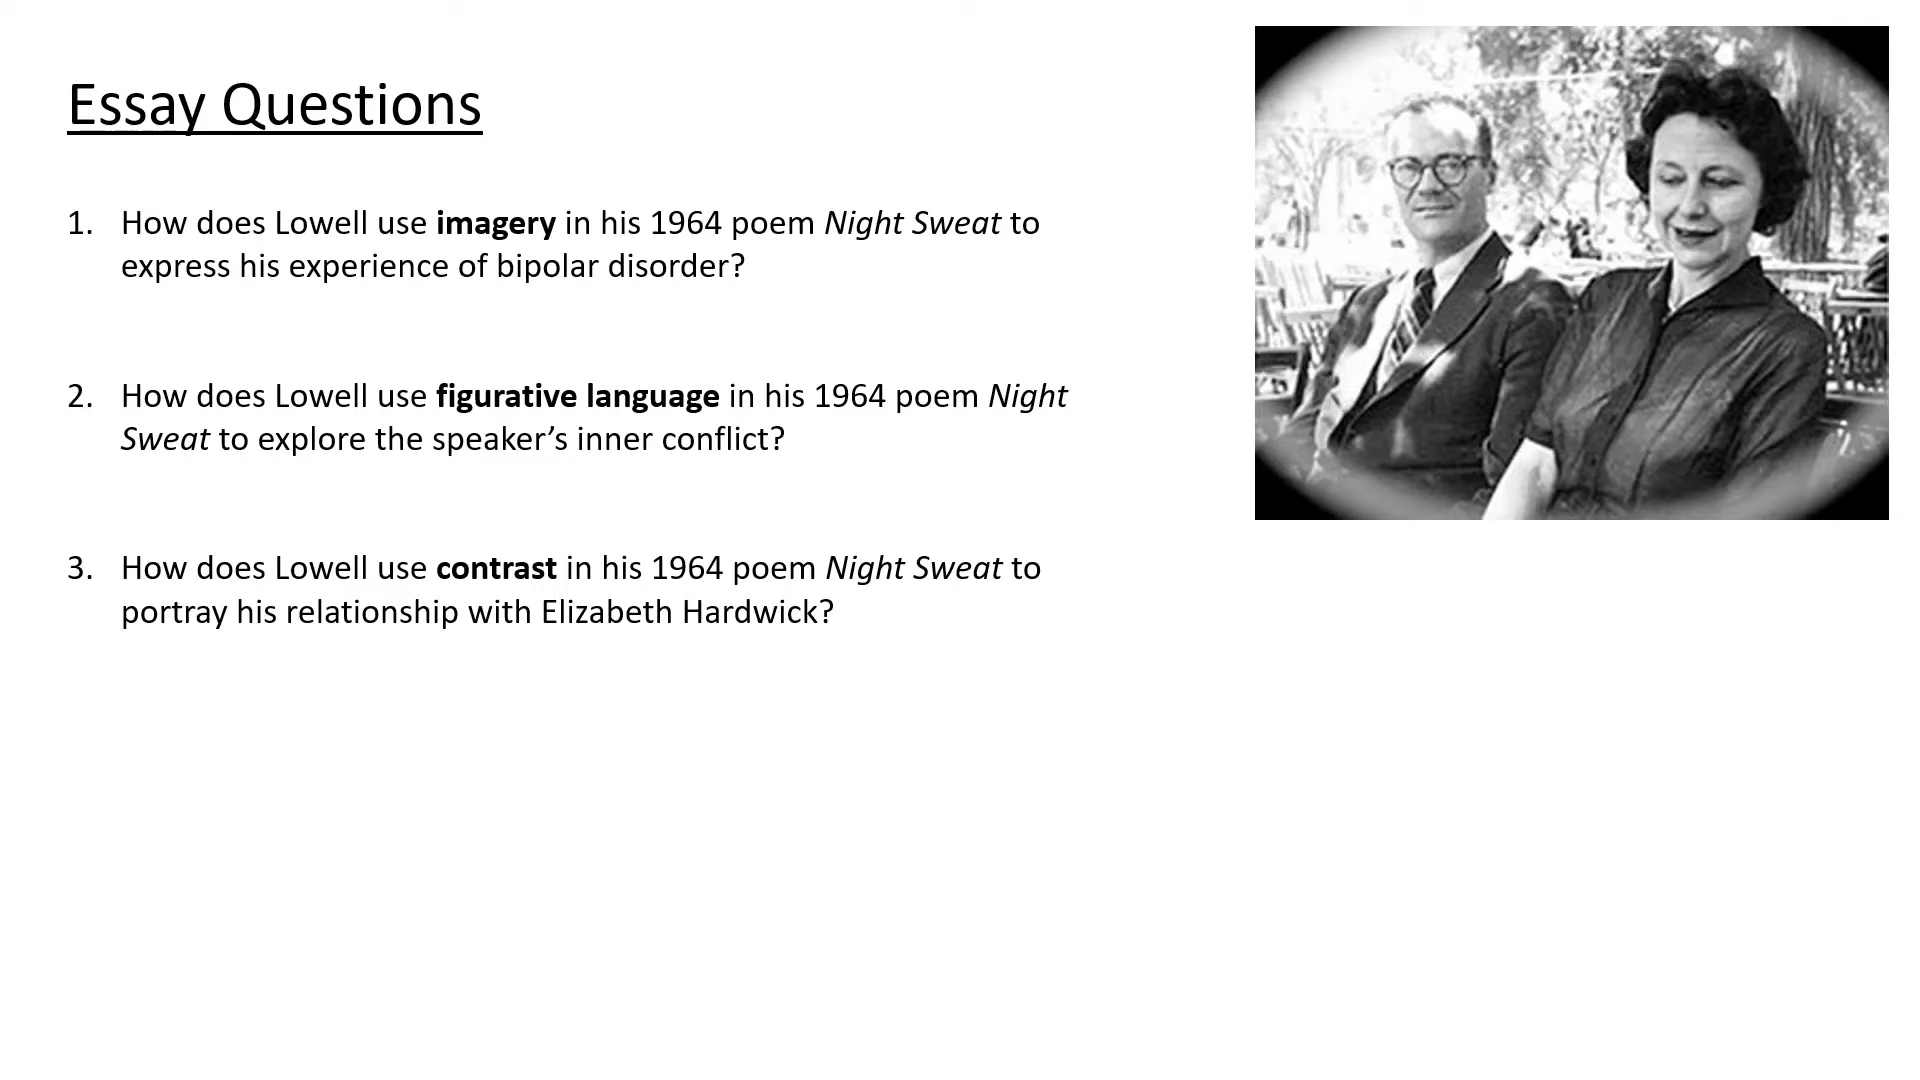 Essay Questions
1. How does Lowell use imagery in his 1964 poem Night Sweat to
express his experience of bipolar disorder?
2. How does Lowell use figurative language in his 1964 poem Night
Sweat to explore the speaker’s inner conflict?
3. How does Lowell use contrast in his 1964 poem Night Sweat to
portray his relationship with Elizabeth Hardwick?